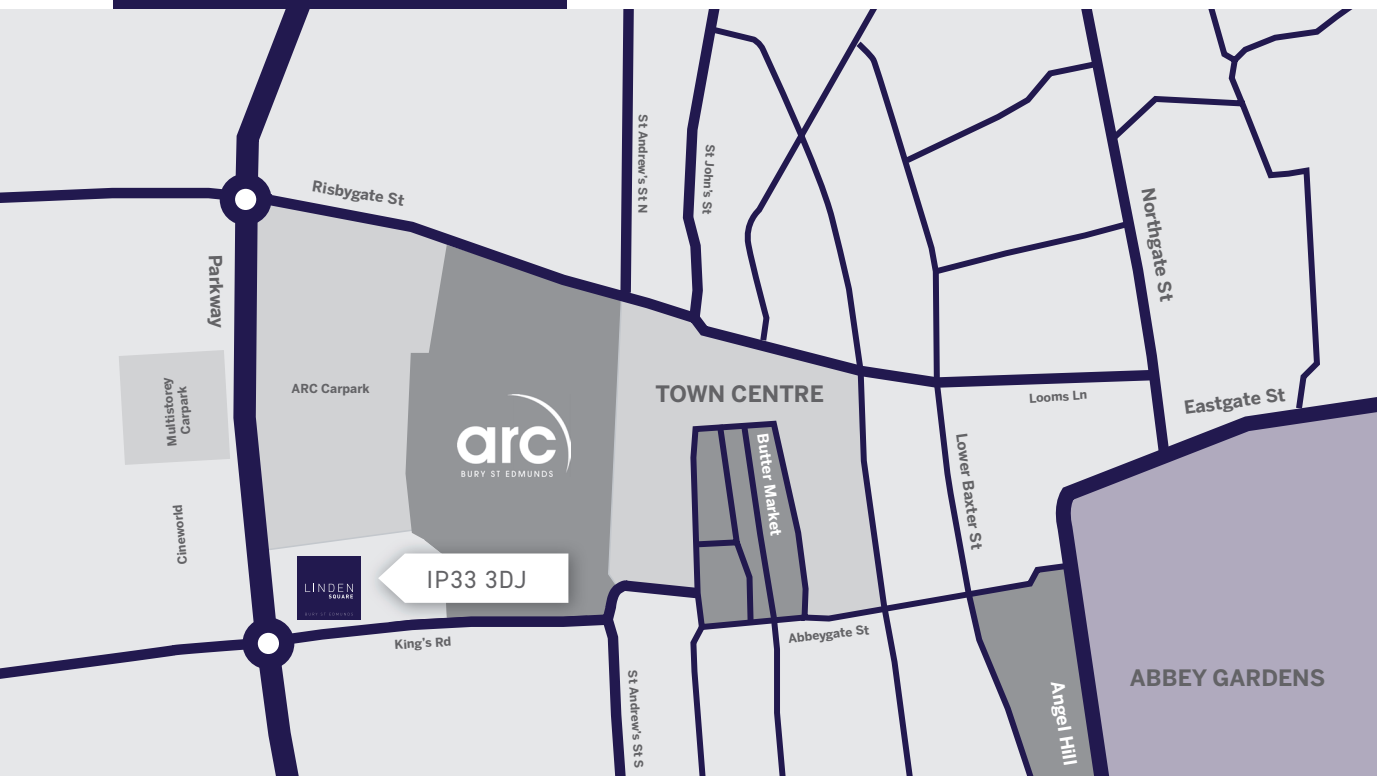 St Andrew's St N
St John's St
Risbygate St
Northgate St
Parkway
Multistorey
Carpark
ARC Carpark
TOWN CENTRE
Looms Ln
Eastgate St
arc
BURY ST EDMUNDS
Butter Market
Lower Baxter St
Cineworld
LINDEN
SQUARE
BURY ST EDMUNDS
IP33 3DJ
King's Rd
Abbeygate St
St Andrew's St S
Angel Hill
ABBEY GARDENS